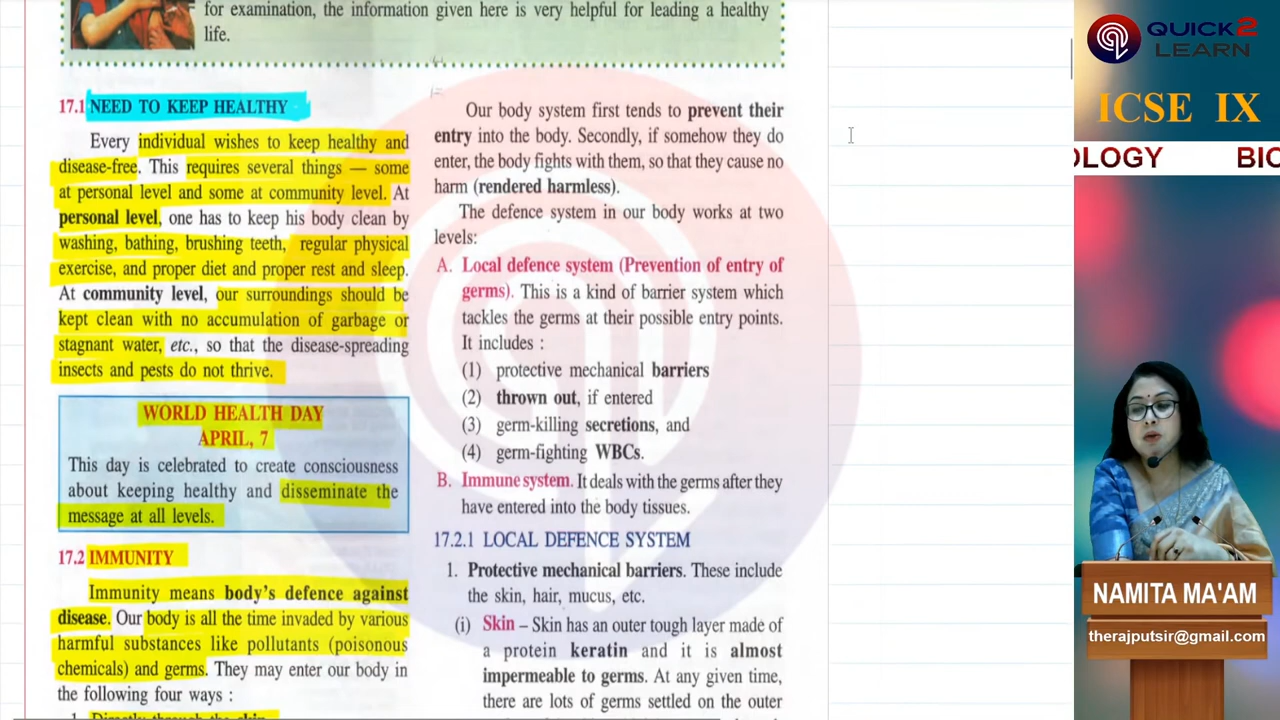 for examination, the information given here is very helpful for leading a healthy
life.
17.1 NEED TO KEEP HEALTHY
Every individual wishes to keep healthy and
disease-free. This requires several things — some
at personal level and some at community level. At
personal level, one has to keep his body clean by
washing, bathing, brushing teeth, regular physical
exercise, and proper diet and proper rest and sleep.
At community level, our surroundings should be
kept clean with no accumulation of garbage or
stagnant water, etc., so that the disease-spreading
insects and pests do not thrive.
WORLD HEALTH DAY
APRIL, 7
This day is celebrated to create consciousness
about keeping healthy and disseminate the
message at all levels.
17.2 IMMUNITY
Immunity means body's defence against
disease. Our body is all the time invaded by various
harmful substances like pollutants (poisonous
chemicals) and germs. They may enter our body in
the following four ways :
1. Directly through the skin
Our body system first tends to prevent their
entry into the body. Secondly, if somehow they do
enter, the body fights with them, so that they cause no
harm (rendered harmless).
The defence system in our body works at two
levels:
A. Local defence system (Prevention of entry of
germs). This is a kind of barrier system which
tackles the germs at their possible entry points.
It includes :
(1) protective mechanical barriers
(2) thrown out, if entered
(3) germ-killing secretions, and
(4) germ-fighting WBCs.
B. Immune system. It deals with the germs after they
have entered into the body tissues.
17.2.1 LOCAL DEFENCE SYSTEM
1. Protective mechanical barriers. These include
the skin, hair, mucus, etc.
(i) Skin – Skin has an outer tough layer made of
a protein keratin and it is almost
impermeable to germs. At any given time,
there are lots of germs settled on the outer
QUICK2
LEARN
ICSE IX
OLOGY BIO
NAMITA MA'AM
therajputsir@gmail.com